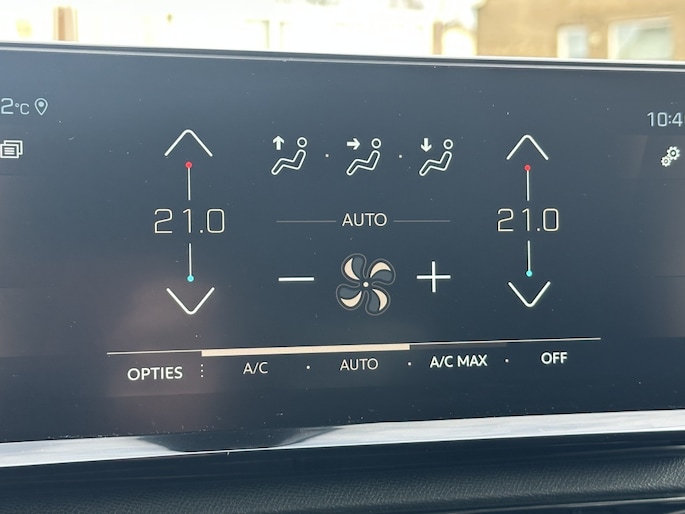 2°C
10:4
21.0
21.0
AUTO
OPTIES A/C AUTO A/C MAX OFF